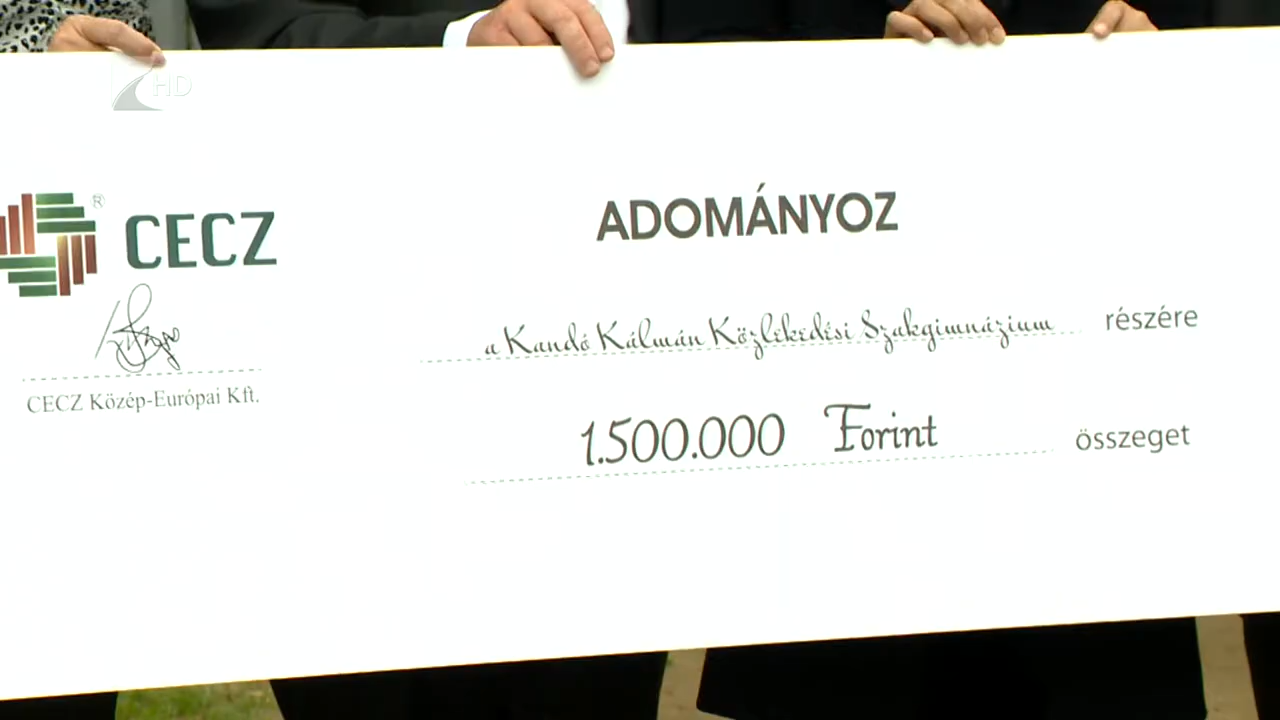 HD
CECZ ®
CECZ Közép-Európai Kft.
ADOMÁNYOZ
a Kandó Kálmán Közlekedési Szakgimnázium részére
1.500.000 Forint összeget